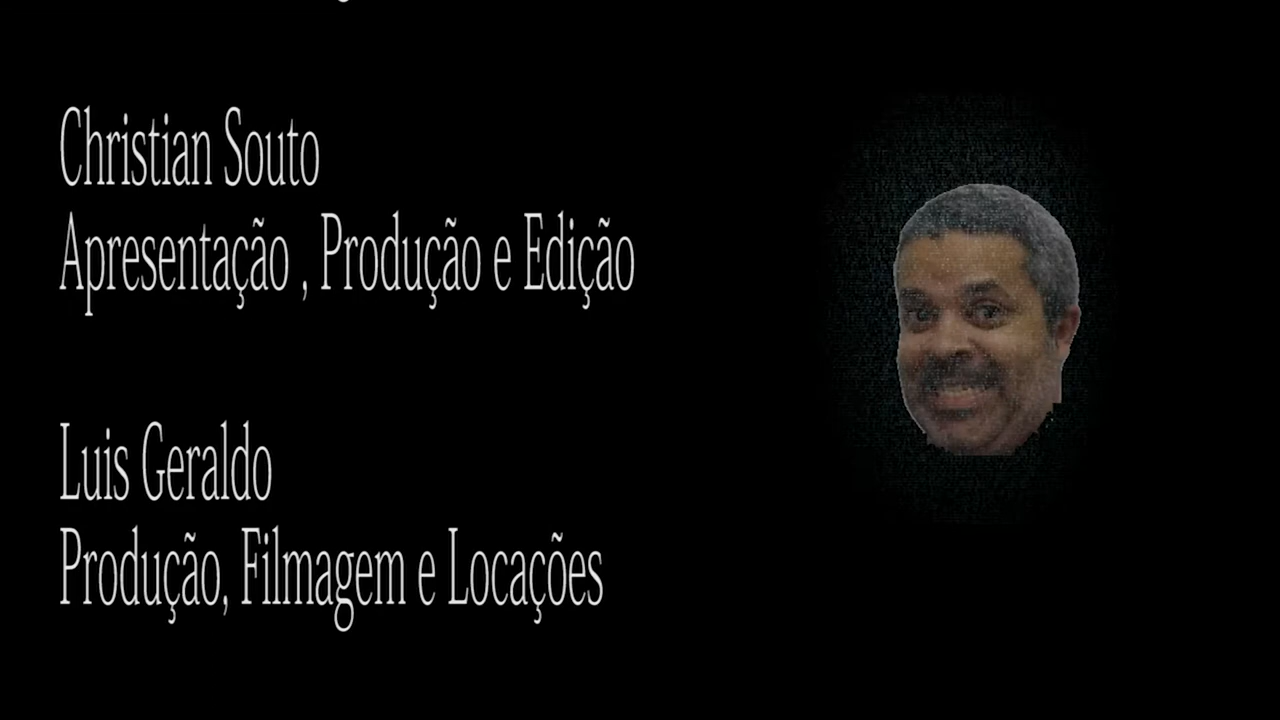 Christian Souto
Apresentação , Produção e Edição
Luis Geraldo
Produção, Filmagem e Locações